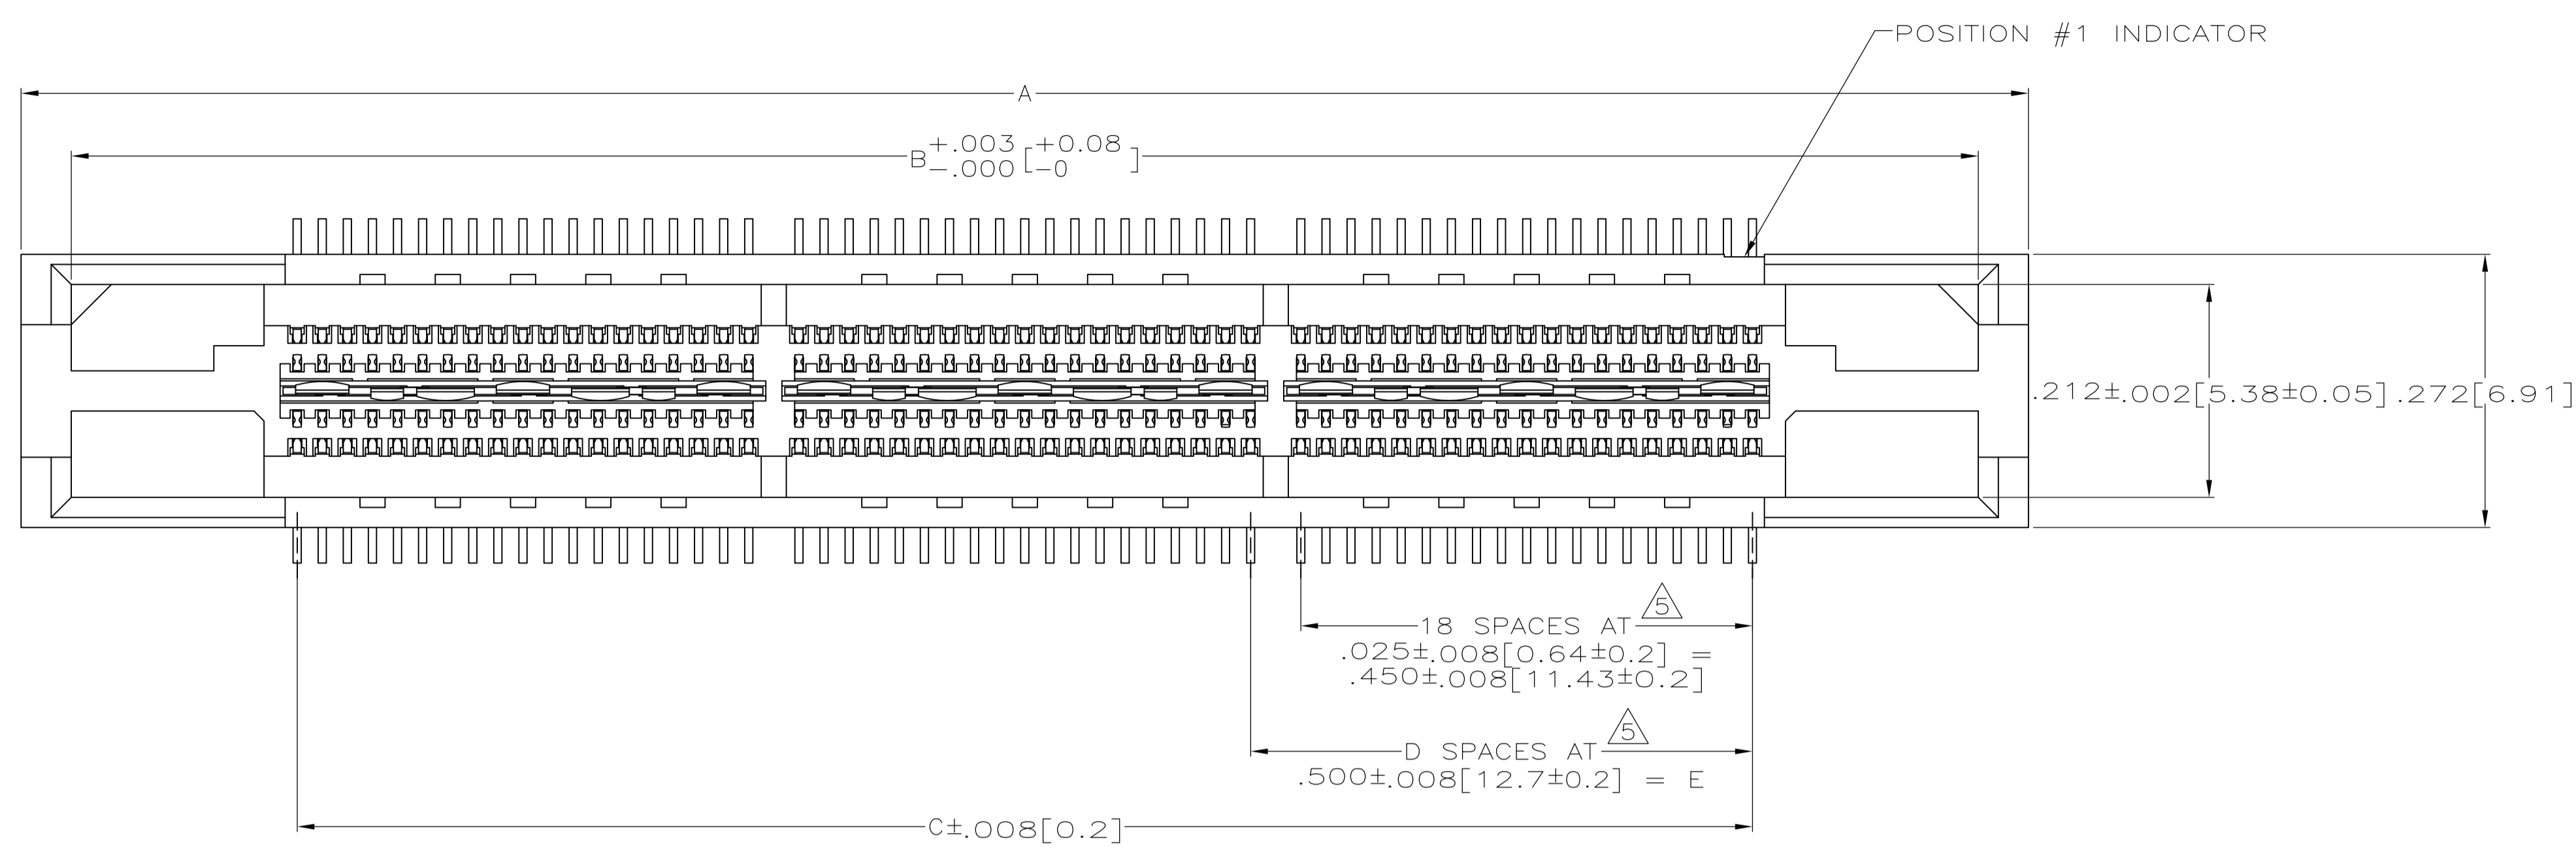 POSITION #1 INDICATOR
A
B +.003 [+0.08 ]
-.000 [-0 ]
.212±.002[5.38±0.05] .272[6.91]
5
18 SPACES AT
.025±.008[0.64±0.2] =
.450±.008[11.43±0.2]
5
D SPACES AT
.500±.008[12.7±0.2] = E
C±.008[0.2]